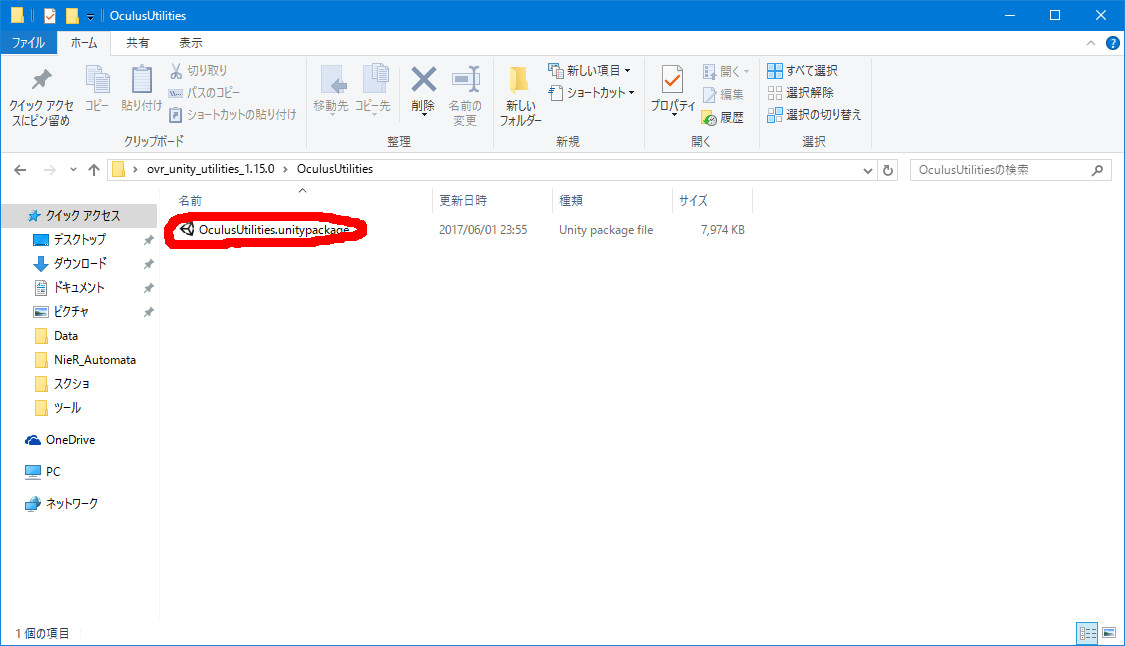 OculusUtilities
ファイル ホーム 共有 表示
クイック アクセ
スにピン留め
コピー
貼り付け
切り取り
パスのコピー
ショートカットの貼り付け
クリップボード
移動先
コピー先
削除
名前の
変更
整理
新しい
フォルダー
新しい項目
ショートカット
新規
プロパティ
開く
編集
履歴
開く
すべて選択
選択解除
選択の切り替え
選択
ovr_unity_utilities_1.15.0 OculusUtilities
OculusUtilitiesの検索
名前 更新日時 種類 サイズ
OculusUtilities.unitypackage 2017/06/01 23:55 Unity package file 7,974 KB
クイック アクセス
デスクトップ
ダウンロード
ドキュメント
ピクチャ
Data
NieR_Automata
スクショ
ツール
OneDrive
PC
ネットワーク
1 個の項目